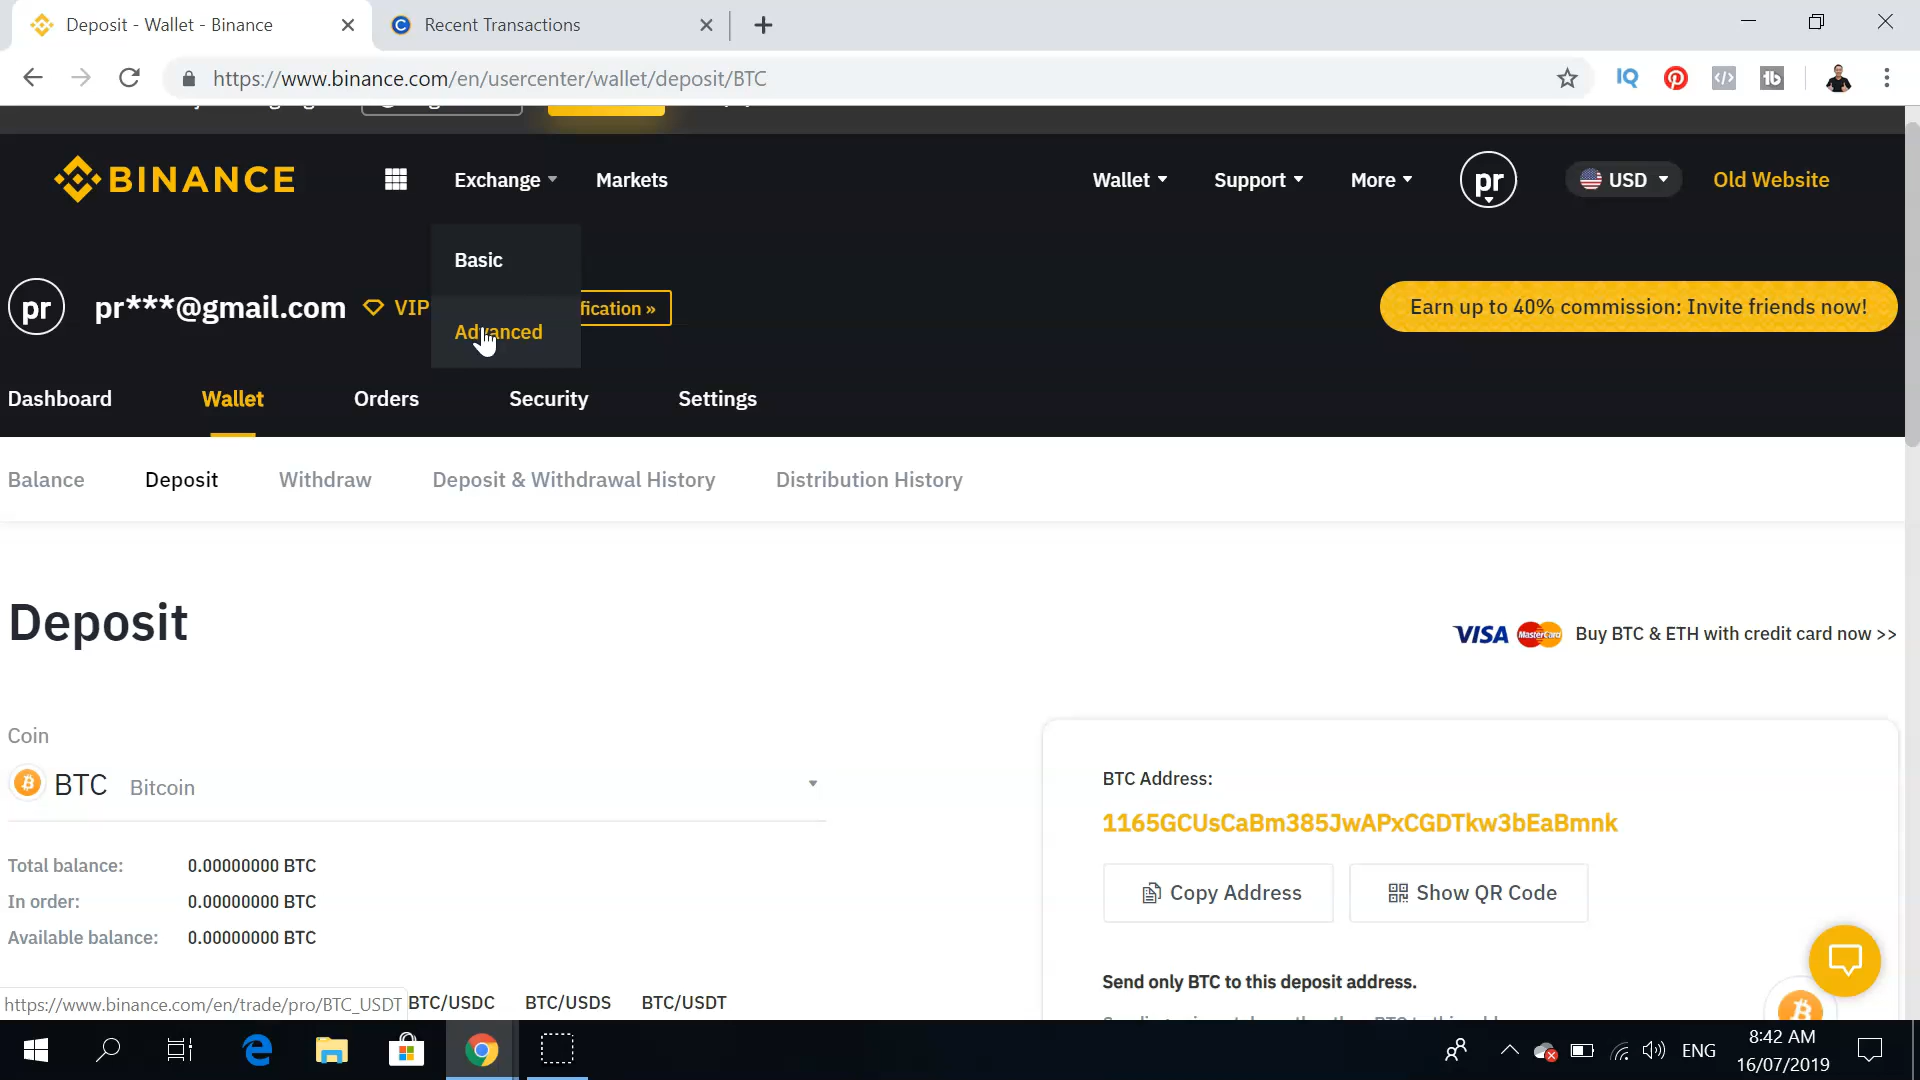 Deposit - Wallet - Binance
Recent Transactions
https://www.binance.com/en/usercenter/wallet/deposit/BTC
IQ
</>
tb
BINANCE
Exchange
Markets
Wallet
Support
More
pr
USD
Old Website
Basic
pr
pr***@gmail.com
VIP
fication »
Earn up to 40% commission: Invite friends now!
Advanced
Dashboard
Wallet
Orders
Security
Settings
Balance
Deposit
Withdraw
Deposit & Withdrawal History
Distribution History
Deposit
VISA
MasterCard
Buy BTC & ETH with credit card now >>
Coin
BTC Bitcoin
BTC Address:
1165GCUsCaBm385JwAPxCGDTkw3bEaBmnk
Total balance: 0.00000000 BTC
In order: 0.00000000 BTC
Available balance: 0.00000000 BTC
Copy Address
Show QR Code
Send only BTC to this deposit address.
https://www.binance.com/en/trade/pro/BTC_USDT
BTC/USDC
BTC/USDS
BTC/USDT
ENG
8:42 AM
16/07/2019